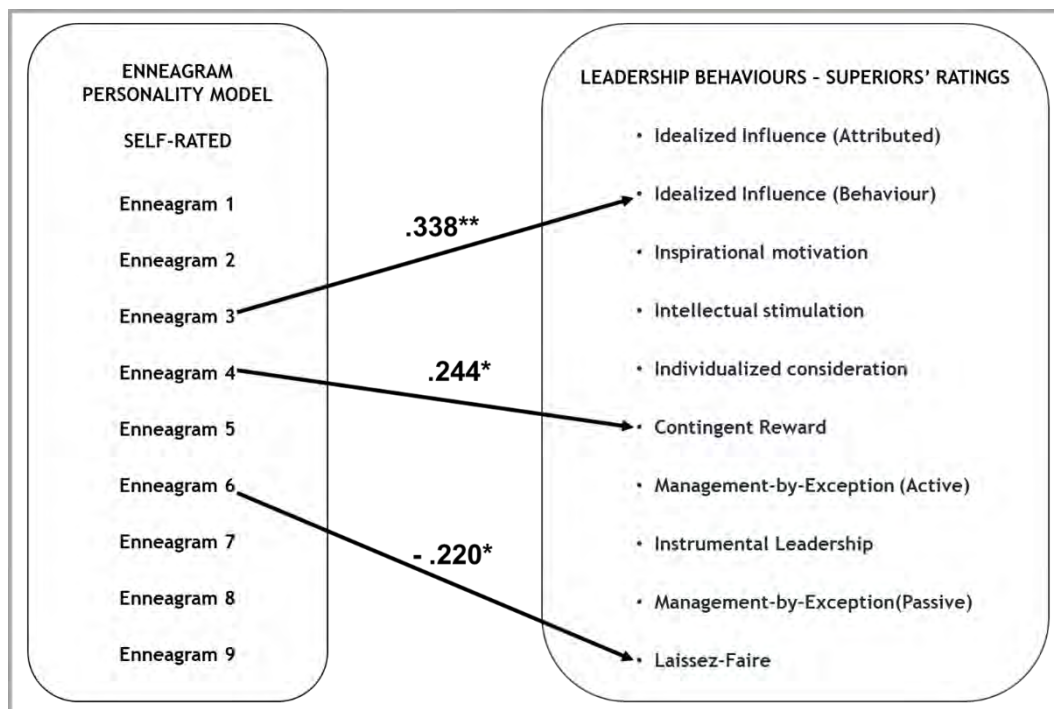 ENNEAGRAM
PERSONALITY MODEL
SELF-RATED
Enneagram 1
Enneagram 2
Enneagram 3
Enneagram 4
Enneagram 5
Enneagram 6
Enneagram 7
Enneagram 8
Enneagram 9
.338**
.244*
- .220*
LEADERSHIP BEHAVIOURS - SUPERIORS' RATINGS
• Idealized Influence (Attributed)
• Idealized Influence (Behaviour)
• Inspirational motivation
• Intellectual stimulation
• Individualized consideration
• Contingent Reward
• Management-by-Exception (Active)
• Instrumental Leadership
• Management-by-Exception(Passive)
• Laissez-Faire